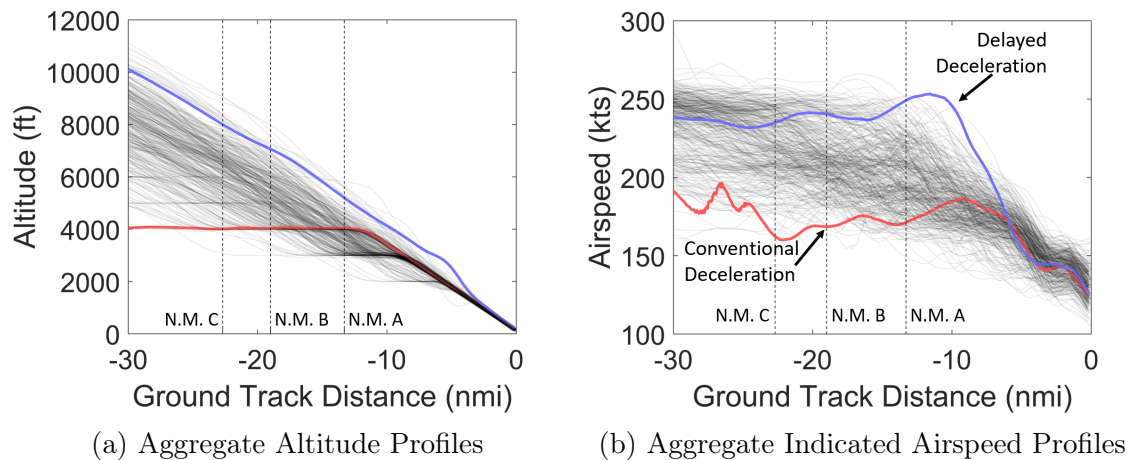 12000
10000
8000
6000
4000
2000
0
Altitude (ft)
N.M. C
N.M. B
N.M. A
-30
-20
-10
0
Ground Track Distance (nmi)
(a) Aggregate Altitude Profiles
300
250
200
150
100
Airspeed (kts)
Delayed
Deceleration
Conventional
Deceleration
N.M. C
N.M. B
N.M. A
-30
-20
-10
0
Ground Track Distance (nmi)
(b) Aggregate Indicated Airspeed Profiles